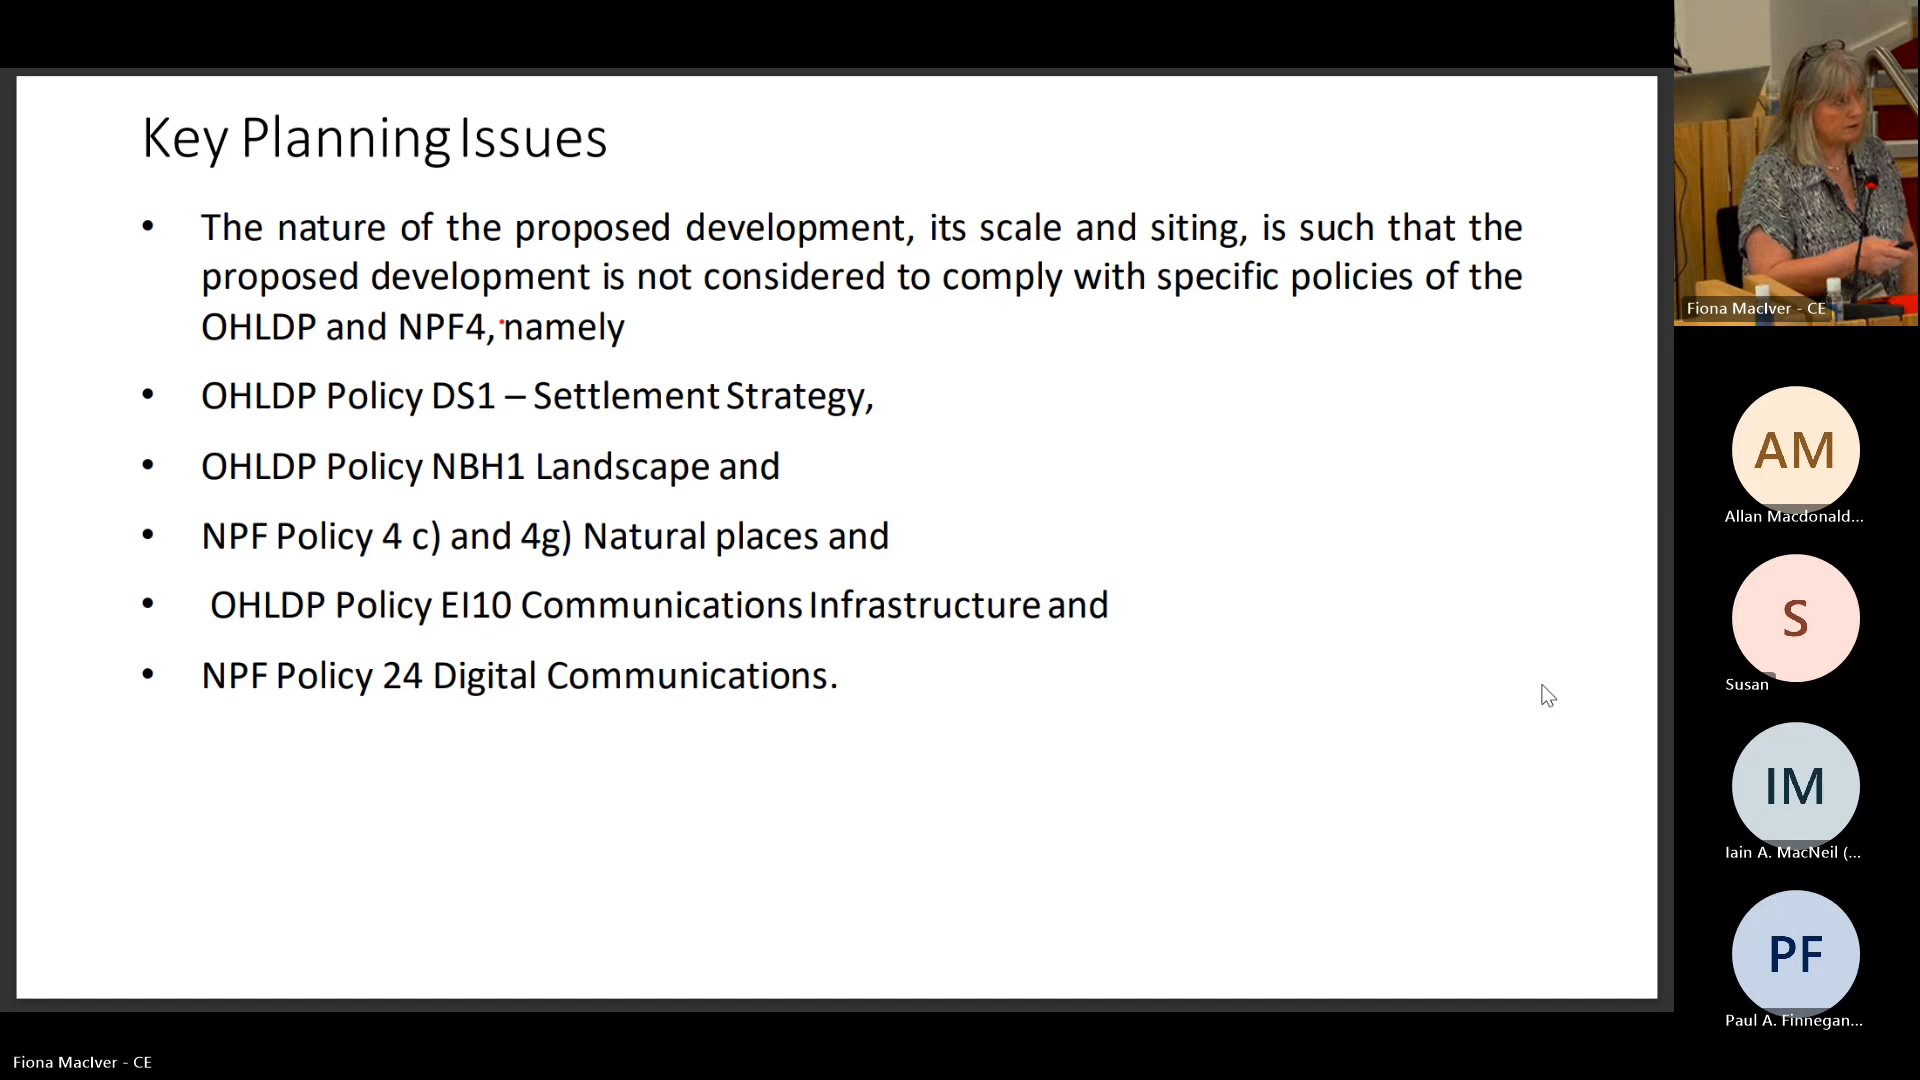 Key Planning Issues
• The nature of the proposed development, its scale and siting, is such that the
proposed development is not considered to comply with specific policies of the
OHLDP and NPF4, namely
• OHLDP Policy DS1 – Settlement Strategy,
• OHLDP Policy NBH1 Landscape and
• NPF Policy 4 c) and 4g) Natural places and
• OHLDP Policy EI10 Communications Infrastructure and
• NPF Policy 24 Digital Communications.
Fiona MacIver - CE
AM
Allan Macdonald...
S
Susan
IM
Iain A. MacNeil (...
PF
Paul A. Finnegan...
Fiona MacIver - CE